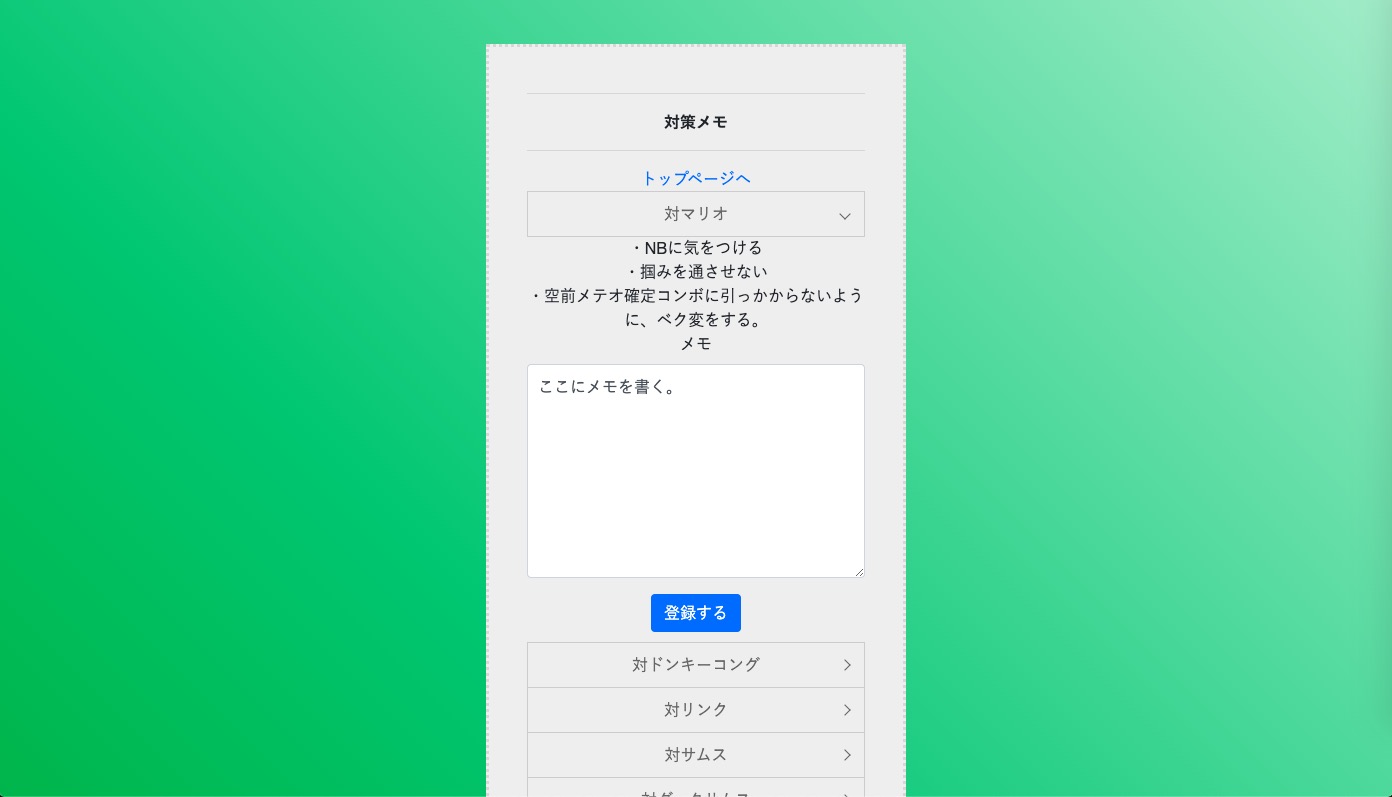 対策メモ
トップページへ
対マリオ
・NBに気をつける
・掴みを通させない
・空前メテオ確定コンボに引っかからないよう
に、ベク変をする。
メモ
ここにメモを書く。
登録する
対ドンキーコング
対リンク
対サムス